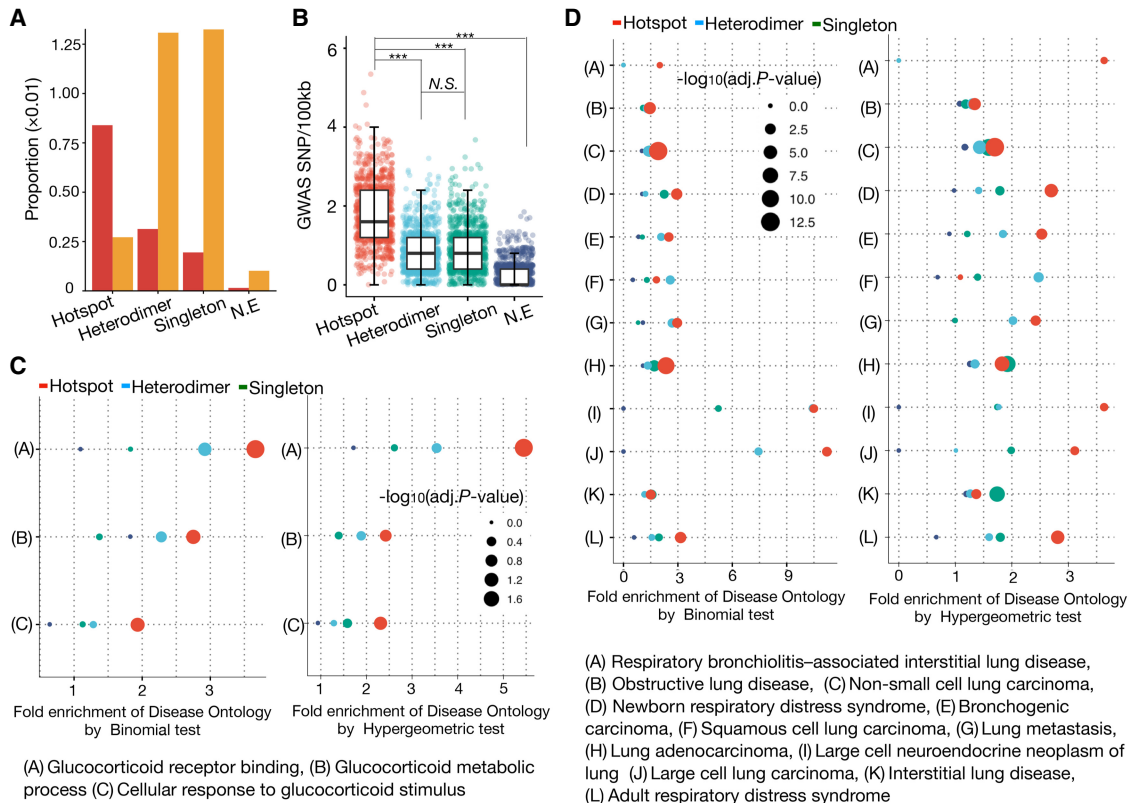 A
Proportion (×0.01)
1.25
1.00
0.75
0.50
0.25
0
Hotspot
Heterodimer
Singleton
N.E
B
GWAS SNP/100kb
6
4
2
0
***
***
***
N.S.
Hotspot
Heterodimer
Singleton
N.E
C
Hotspot Heterodimer Singleton
(A)
(B)
(C)
1 2 3
Fold enrichment of Disease Ontology
by Binomial test
(A)
(B)
(C)
-log10(adj.P-value)
0.0
0.4
0.8
1.2
1.6
1 2 3 4 5
Fold enrichment of Disease Ontology
by Hypergeometric test
(A) Glucocorticoid receptor binding, (B) Glucocorticoid metabolic
process (C) Cellular response to glucocorticoid stimulus
D
Hotspot Heterodimer Singleton
(A)
(B)
(C)
(D)
(E)
(F)
(G)
(H)
(I)
(J)
(K)
(L)
-log10(adj.P-value)
0.0
2.5
5.0
7.5
10.0
12.5
0 3 6 9
Fold enrichment of Disease Ontology
by Binomial test
(A)
(B)
(C)
(D)
(E)
(F)
(G)
(H)
(I)
(J)
(K)
(L)
0 1 2 3
Fold enrichment of Disease Ontology
by Hypergeometric test
(A) Respiratory bronchiolitis–associated interstitial lung disease,
(B) Obstructive lung disease, (C) Non-small cell lung carcinoma,
(D) Newborn respiratory distress syndrome, (E) Bronchogenic
carcinoma, (F) Squamous cell lung carcinoma, (G) Lung metastasis,
(H) Lung adenocarcinoma, (I) Large cell neuroendocrine neoplasm of
lung (J) Large cell lung carcinoma, (K) Interstitial lung disease,
(L) Adult respiratory distress syndrome